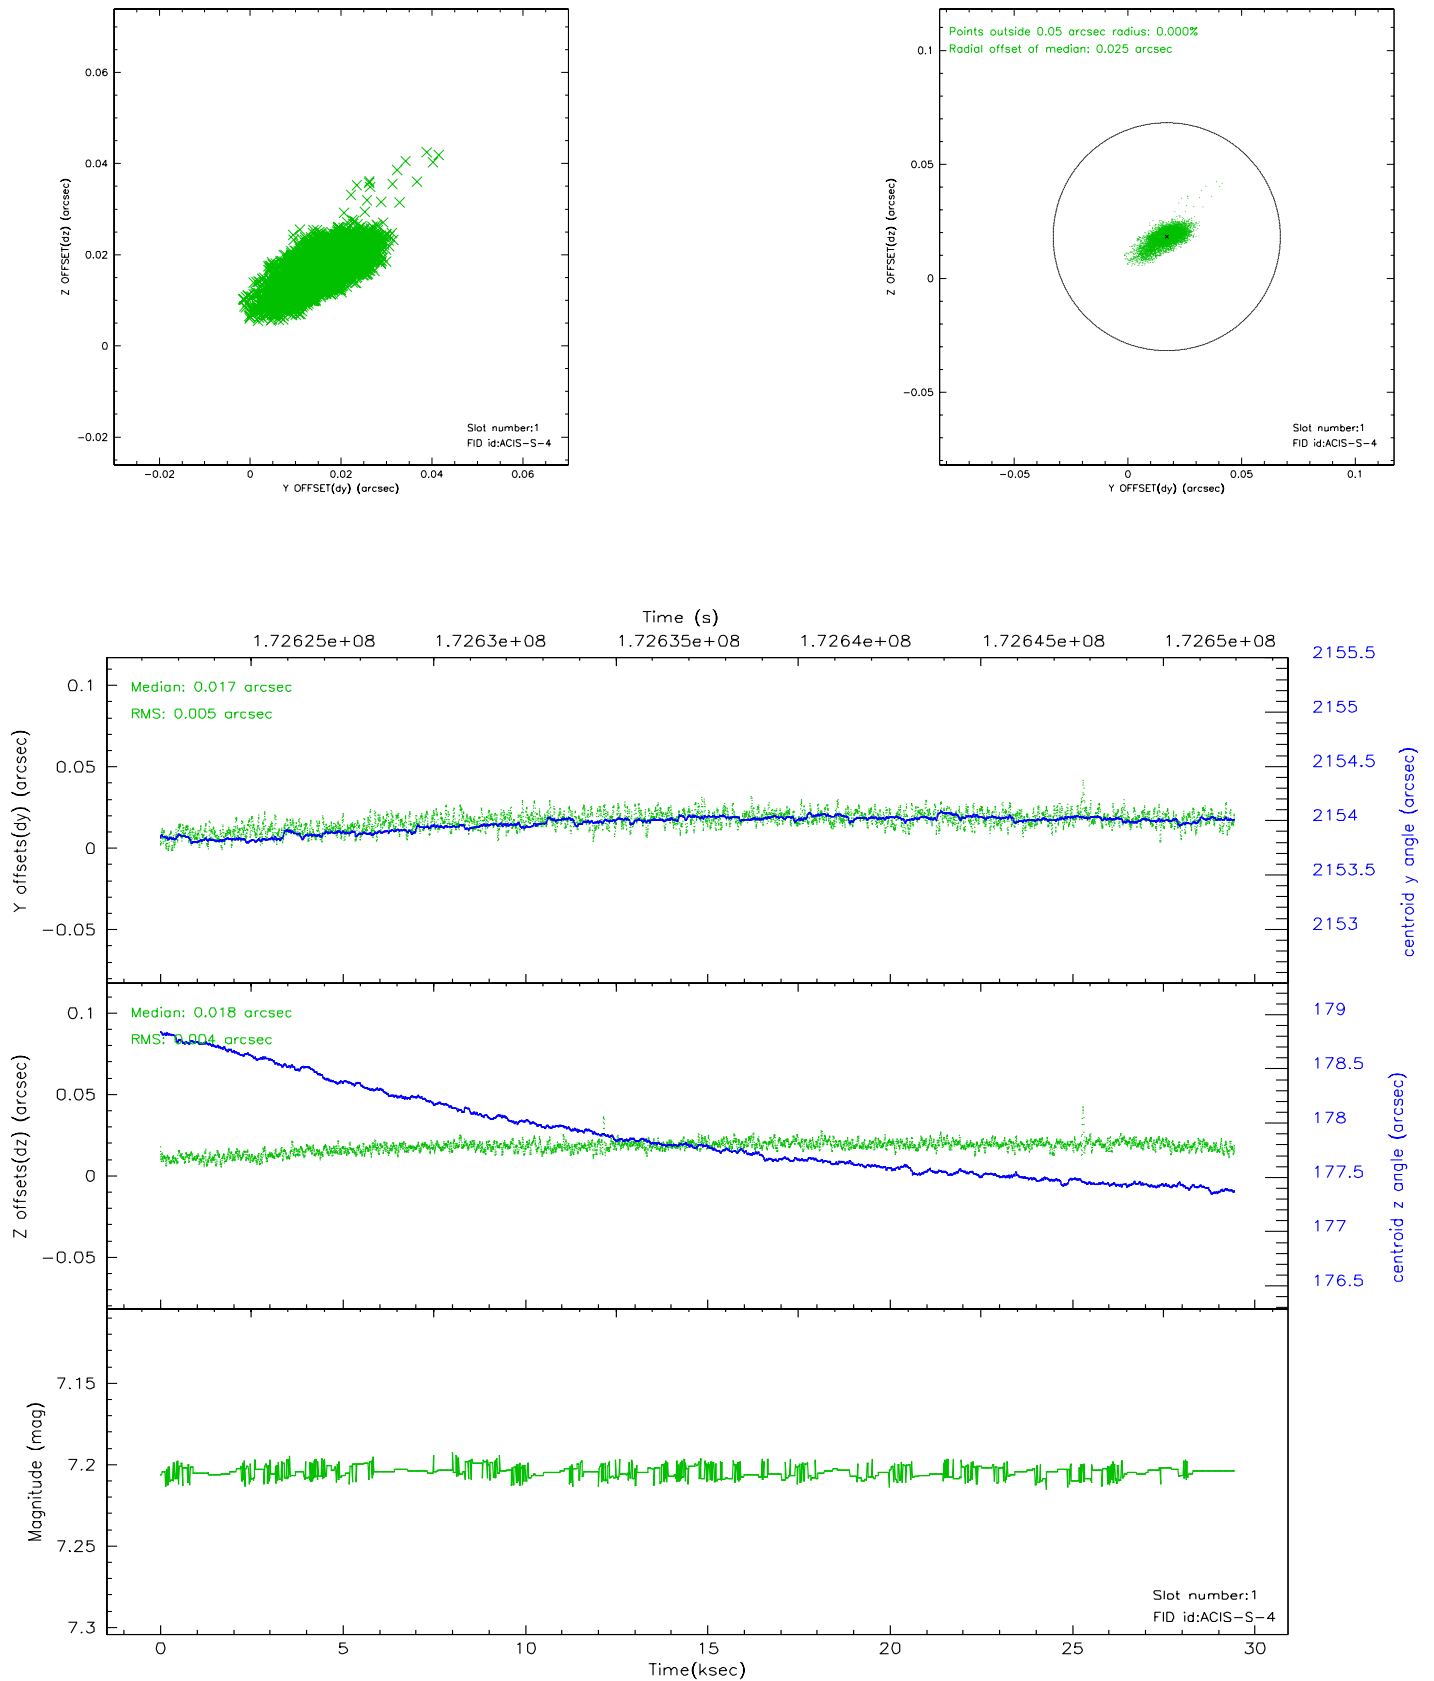 0.06
0.04
0.02
0
−0.02
Z OFFSET(dz) (arcsec)
Slot number:1
FID id:ACIS−S−4
−0.02 0 0.02 0.04 0.06
Y OFFSET(dy) (arcsec)
Points outside 0.05 arcsec radius: 0.000%
Radial offset of median: 0.025 arcsec
0.1
0.05
0
−0.05
Z OFFSET(dz) (arcsec)
Slot number:1
FID id:ACIS−S−4
−0.05 0 0.05 0.1
Y OFFSET(dy) (arcsec)
Time (s)
1.72625e+08 1.7263e+08 1.72635e+08 1.7264e+08 1.72645e+08 1.7265e+08
Median: 0.017 arcsec
RMS: 0.005 arcsec
0.1
0.05
0
−0.05
Y offsets(dy) (arcsec)
2155.5
2155
2154.5
2154
2153.5
2153
centroid y angle (arcsec)
Median: 0.018 arcsec
RMS: 0.004 arcsec
0.1
0.05
0
−0.05
Z offsets(dz) (arcsec)
179
178.5
178
177.5
177
176.5
centroid z angle (arcsec)
7.15
7.2
7.25
7.3
Magnitude (mag)
Slot number:1
FID id:ACIS−S−4
0 5 10 15 20 25 30
Time(ksec)